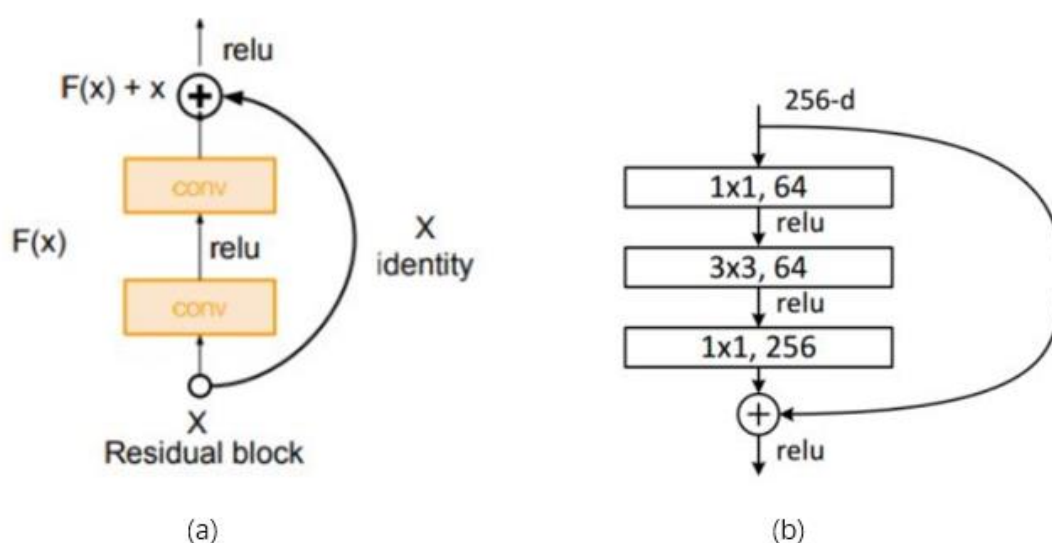 relu
F(x) + x
conv
F(x)
relu
X
identity
conv
X
Residual block
(a)
256-d
1x1, 64
relu
3x3, 64
relu
1x1, 256
relu
(b)